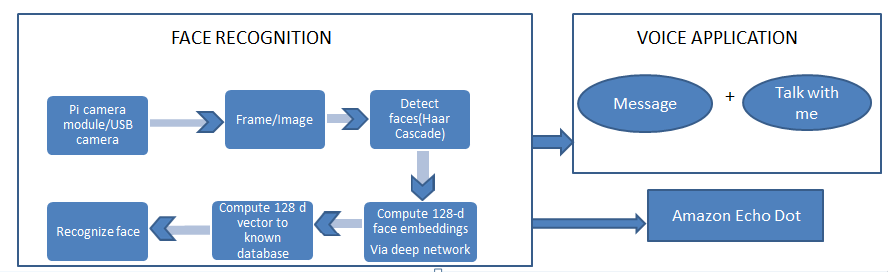 FACE RECOGNITION
Pi camera
module/USB
camera
Frame/Image
Detect
faces(Haar
Cascade)
Recognize face
Compute 128 d
vector to
known
database
Compute 128-d
face embeddings
Via deep network
VOICE APPLICATION
Message
+
Talk with
me
Amazon Echo Dot